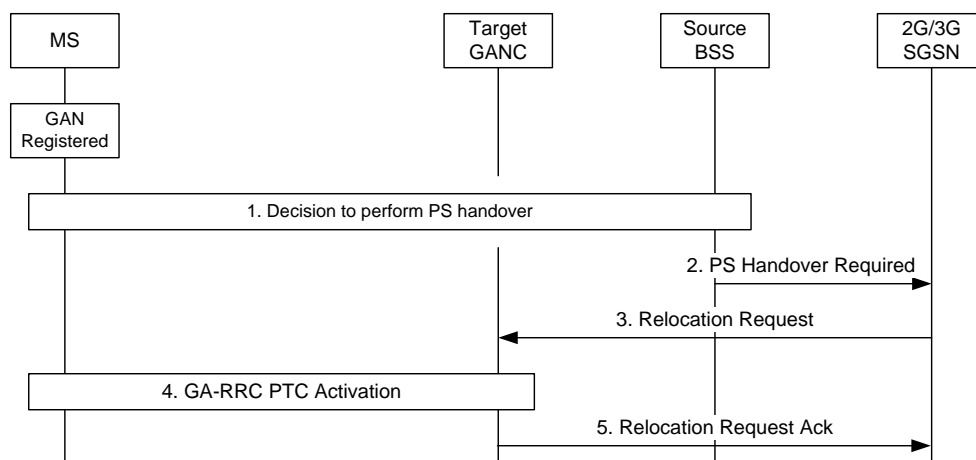 MS
Target
GANC
Source
BSS
2G/3G
SGSN
GAN
Registered
1. Decision to perform PS handover
2. PS Handover Required
3. Relocation Request
4. GA-RRC PTC Activation
5. Relocation Request Ack